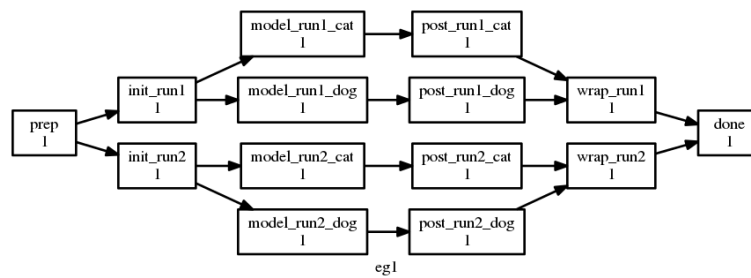 model_run1_cat
1
post_run1_cat
1
init_run1
1
model_run1_dog
1
post_run1_dog
1
wrap_run1
1
prep
1
done
1
init_run2
1
model_run2_cat
1
post_run2_cat
1
wrap_run2
1
model_run2_dog
1
post_run2_dog
1
eg1